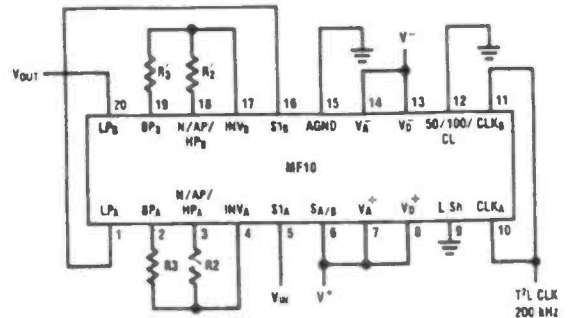 V⁻
R'3
R'2
VOUT
20 19 18 17 16 15 14 13 12 11
LPB BPB N/AP/HPB INVB S1B AGND VA⁻ VD⁻ 50/100/CL CLKB
MF10
LPA BPA N/AP/HPA INVA S1A SA/B VA⁺ VD⁺ L Sh CLKA
1 2 3 4 5 6 7 8 9 10
R3
R2
VIN
V⁺
T²L CLK
200 kHz